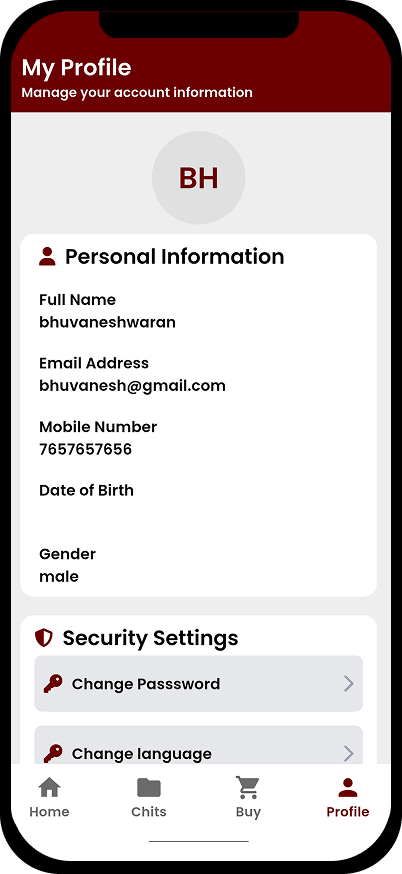 My Profile
Manage your account information
BH
Personal Information
Full Name
bhuvaneshwaran
Email Address
bhuvanesh@gmail.com
Mobile Number
7657657656
Date of Birth
Gender
male
Security Settings
Change Passsword
Change language
Home
Chits
Buy
Profile